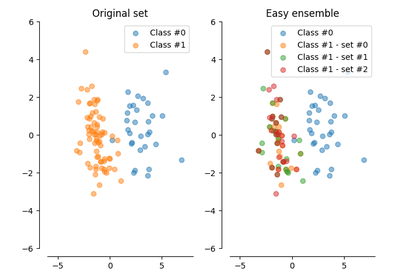 Original set
Easy ensemble
6
4
2
0
−2
−4
−6
−5
0
5
Class #0
Class #1
6
4
2
0
−2
−4
−6
−5
0
5
Class #0
Class #1 - set #0
Class #1 - set #1
Class #1 - set #2